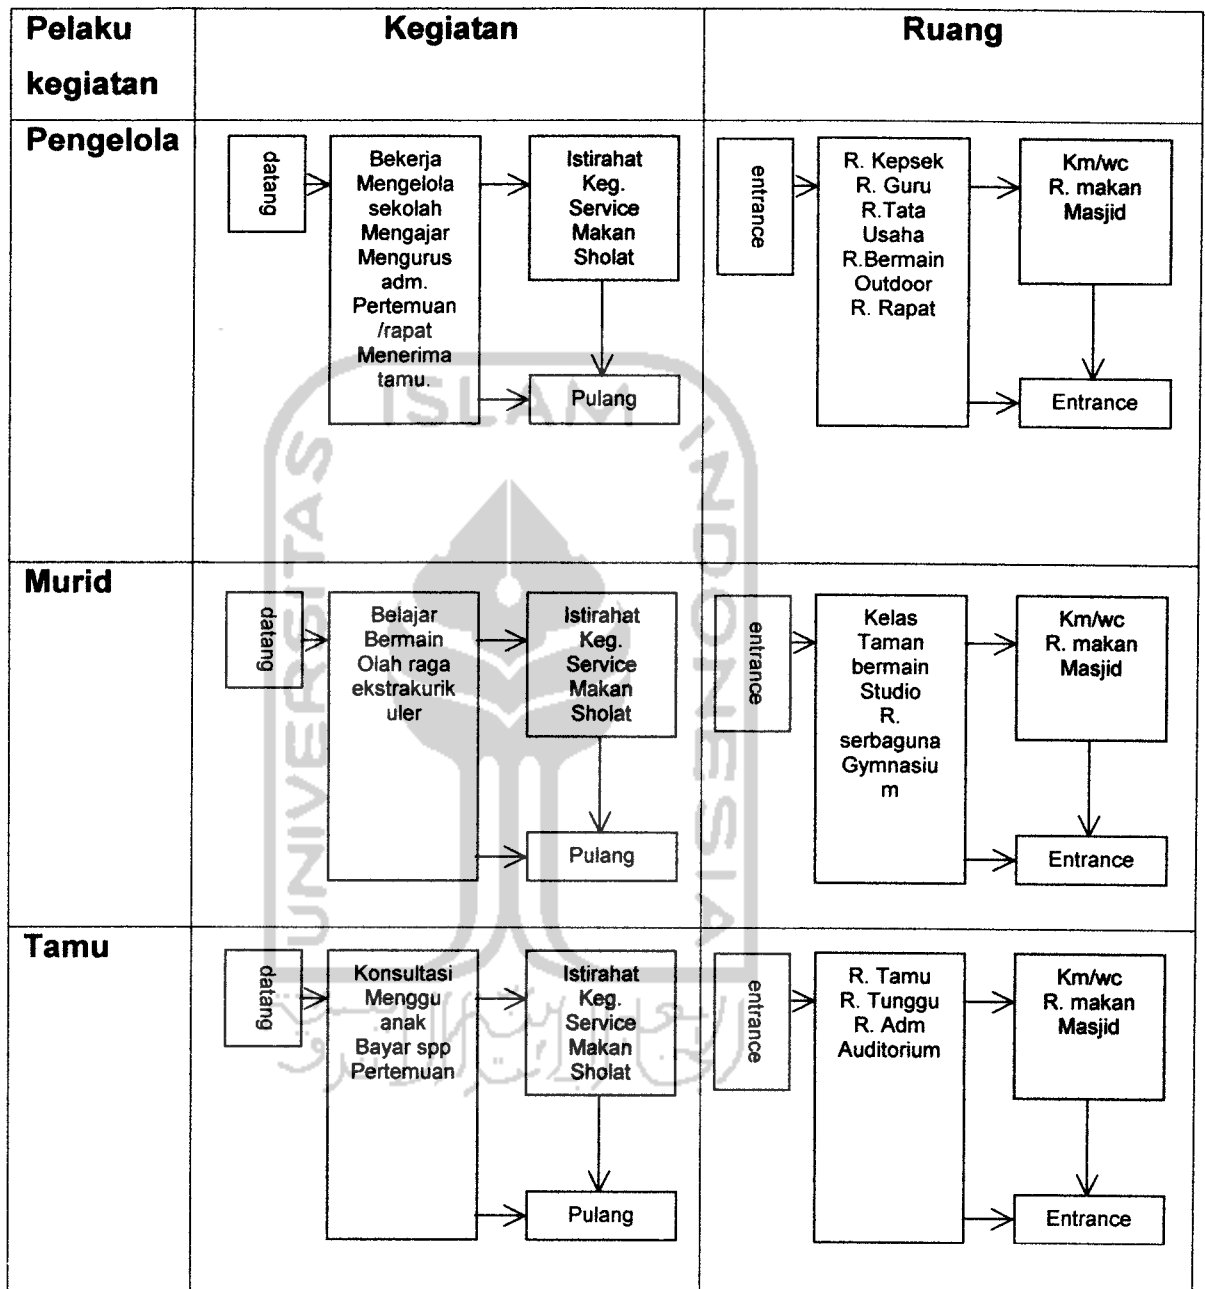 Pelaku
kegiatan
Kegiatan
Ruang
Pengelola
datang
Bekerja
Mengelola
sekolah
Mengajar
Mengurus
adm.
Pertemuan
/rapat
Menerima
tamu.
Istirahat
Keg.
Service
Makan
Sholat
Pulang
entrance
R. Kepsek
R. Guru
R.Tata
Usaha
R.Bermain
Outdoor
R. Rapat
Km/wc
R. makan
Masjid
Entrance
Murid
datang
Belajar
Bermain
Olah raga
ekstrakurik
uler
Istirahat
Keg.
Service
Makan
Sholat
Pulang
entrance
Kelas
Taman
bermain
Studio
R.
serbaguna
Gymnasiu
m
Km/wc
R. makan
Masjid
Entrance
Tamu
datang
Konsultasi
Menggu
anak
Bayar spp
Pertemuan
Istirahat
Keg.
Service
Makan
Sholat
Pulang
entrance
R. Tamu
R. Tunggu
R. Adm
Auditorium
Km/wc
R. makan
Masjid
Entrance
UNIVERSITAS
ISLAM
INDONESIA